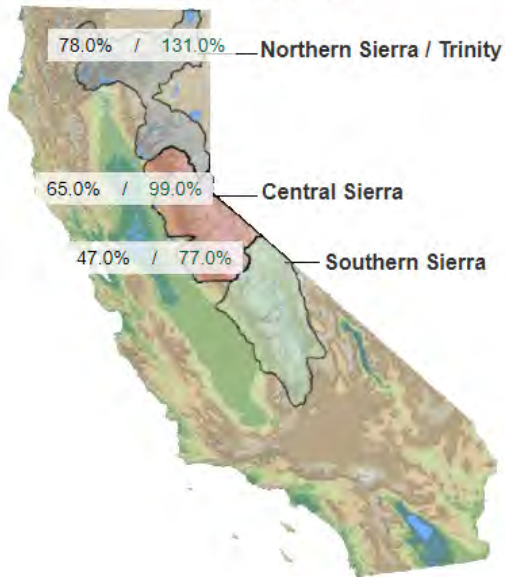 78.0% / 131.0% Northern Sierra / Trinity
65.0% / 99.0% Central Sierra
47.0% / 77.0% Southern Sierra